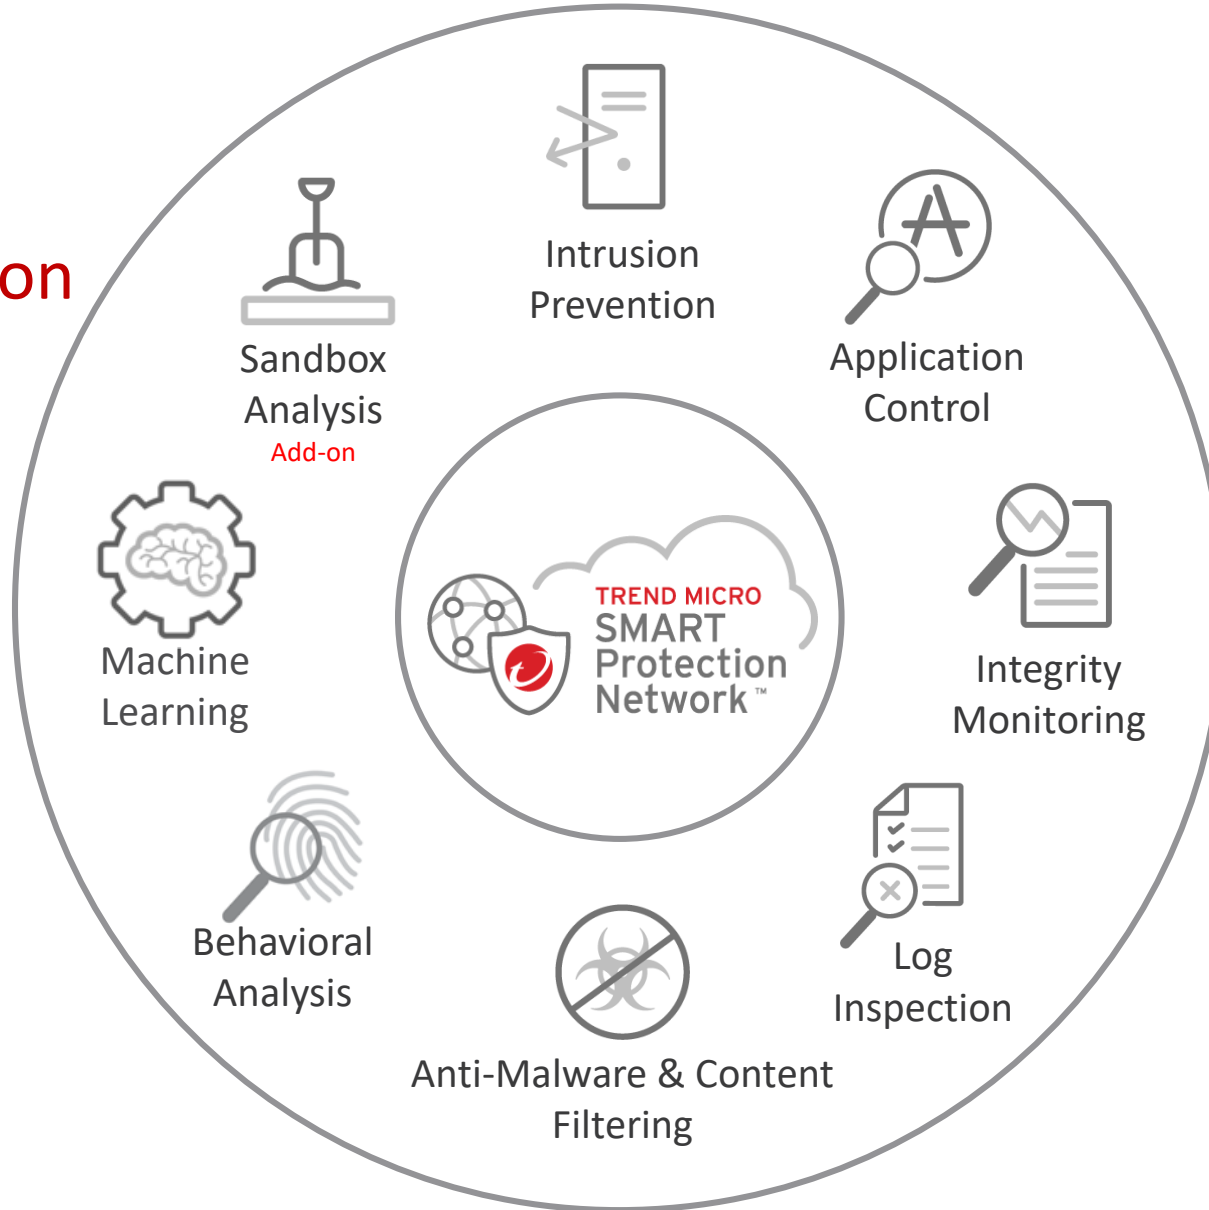 Intrusion
Prevention
on
Sandbox
Analysis
Add-on
Application
Control
Machine
Learning
TREND MICRO
SMART
Protection
Network™
Integrity
Monitoring
Behavioral
Analysis
Log
Inspection
Anti-Malware & Content
Filtering